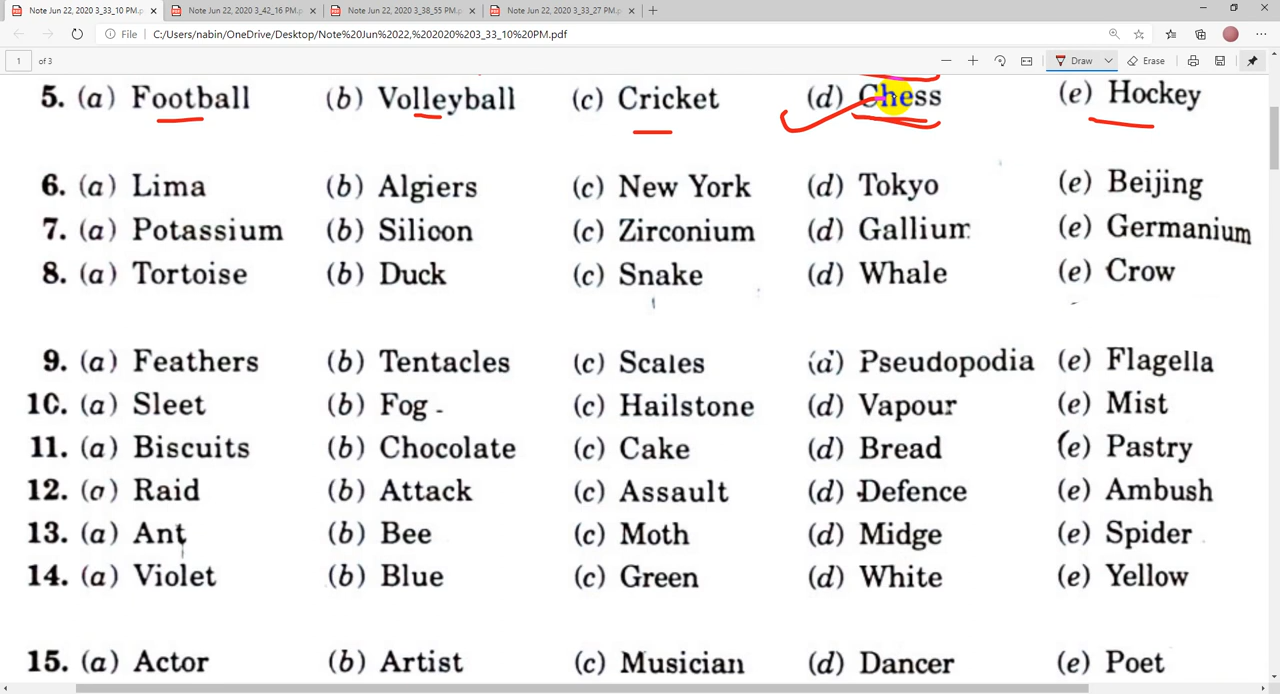 Note Jun 22, 2020 3_33_10 PM.p Note Jun 22, 2020 3_42_16 PM.p Note Jun 22, 2020 3_38_55 PM.p Note Jun 22, 2020 3_33_27 PM.p
File C:/Users/nabin/OneDrive/Desktop/Note%20Jun%2022,%202020%203_33_10%20PM.pdf
1 of 3 Draw Erase
5. (a) Football (b) Volleyball (c) Cricket (d) Chess (e) Hockey
6. (a) Lima (b) Algiers (c) New York (d) Tokyo (e) Beijing
7. (a) Potassium (b) Silicon (c) Zirconium (d) Gallium (e) Germanium
8. (a) Tortoise (b) Duck (c) Snake (d) Whale (e) Crow
9. (a) Feathers (b) Tentacles (c) Scales (d) Pseudopodia (e) Flagella
10. (a) Sleet (b) Fog (c) Hailstone (d) Vapour (e) Mist
11. (a) Biscuits (b) Chocolate (c) Cake (d) Bread (e) Pastry
12. (a) Raid (b) Attack (c) Assault (d) Defence (e) Ambush
13. (a) Ant (b) Bee (c) Moth (d) Midge (e) Spider
14. (a) Violet (b) Blue (c) Green (d) White (e) Yellow
15. (a) Actor (b) Artist (c) Musician (d) Dancer (e) Poet